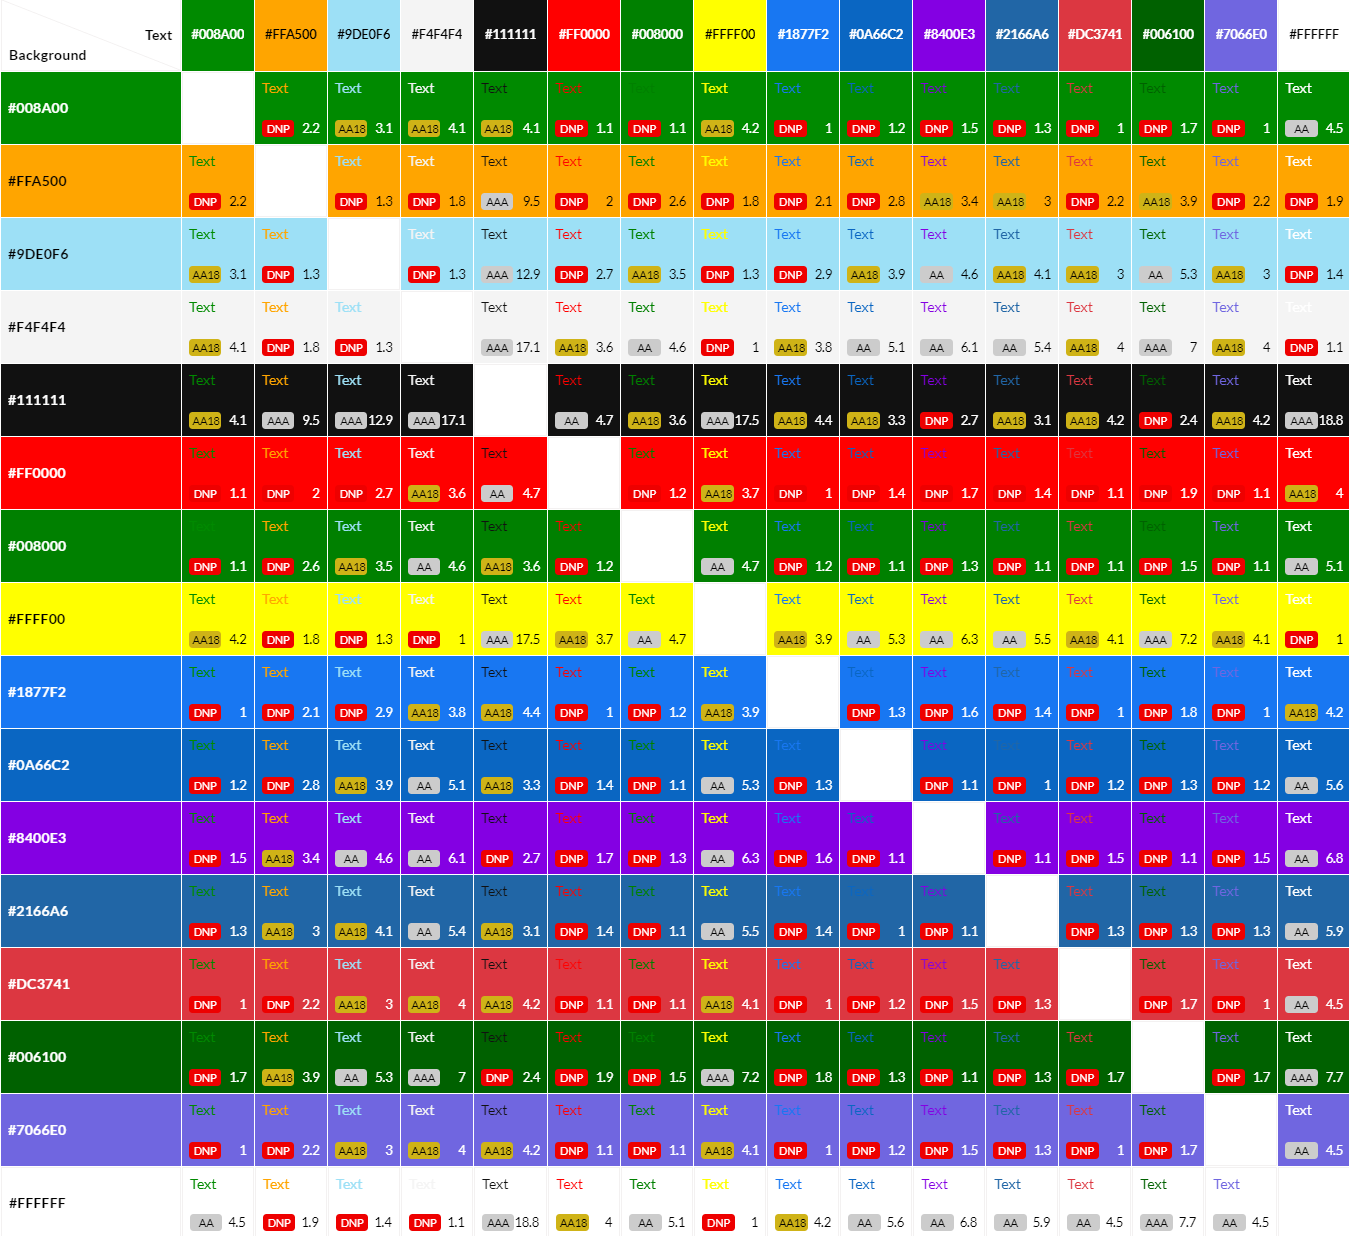 Text #008A00 #FFA500 #9DE0F6 #F4F4F4 #111111 #FF0000 #008000 #FFFF00 #1877F2 #0A66C2 #8400E3 #2166A6 #DC3741 #006100 #7066E0 #FFFFFF
Background
Text Text Text Text Text Text Text Text Text Text Text Text Text Text Text
#008A00
DNP 2.2 AA18 3.1 AA18 4.1 AA18 4.1 DNP 1.1 DNP 1.1 AA18 4.2 DNP 1 DNP 1.2 DNP 1.5 DNP 1.3 DNP 1 DNP 1.7 DNP 1 AA 4.5
Text Text Text Text Text Text Text Text Text Text Text Text Text Text Text
#FFA500
DNP 2.2 DNP 1.3 DNP 1.8 AAA 9.5 DNP 2 DNP 2.6 DNP 1.8 DNP 2.1 DNP 2.8 AA18 3.4 AA18 3 DNP 2.2 AA18 3.9 DNP 2.2 DNP 1.9
Text Text Text Text Text Text Text Text Text Text Text Text Text Text Text
#9DE0F6
AA18 3.1 DNP 1.3 DNP 1.3 AAA 12.9 DNP 2.7 AA18 3.5 DNP 1.3 DNP 2.9 AA18 3.9 AA 4.6 AA18 4.1 AA18 3 AA 5.3 AA18 3 DNP 1.4
Text Text Text Text Text Text Text Text Text Text Text Text Text Text Text
#F4F4F4
AA18 4.1 DNP 1.8 DNP 1.3 AAA 17.1 AA18 3.6 AA 4.6 DNP 1 AA18 3.8 AA 5.1 AA 6.1 AA 5.4 AA18 4 AAA 7 AA18 4 DNP 1.1
Text Text Text Text Text Text Text Text Text Text Text Text Text Text Text
#111111
AA18 4.1 AAA 9.5 AAA 12.9 AAA 17.1 AA 4.7 AA18 3.6 AAA 17.5 AA18 4.4 AA18 3.3 DNP 2.7 AA18 3.1 AA18 4.2 DNP 2.4 AA18 4.2 AAA 18.8
Text Text Text Text Text Text Text Text Text Text Text Text Text Text Text
#FF0000
DNP 1.1 DNP 2 DNP 2.7 AA18 3.6 AA 4.7 DNP 1.2 AA18 3.7 DNP 1 DNP 1.4 DNP 1.7 DNP 1.4 DNP 1.1 DNP 1.9 DNP 1.1 AA18 4
Text Text Text Text Text Text Text Text Text Text Text Text Text Text Text
#008000
DNP 1.1 DNP 2.6 AA18 3.5 AA 4.6 AA18 3.6 DNP 1.2 AA 4.7 DNP 1.2 DNP 1.1 DNP 1.3 DNP 1.1 DNP 1.1 DNP 1.5 DNP 1.1 AA 5.1
Text Text Text Text Text Text Text Text Text Text Text Text Text Text Text
#FFFF00
AA18 4.2 DNP 1.8 DNP 1.3 DNP 1 AAA 17.5 AA18 3.7 AA 4.7 AA18 3.9 AA 5.3 AA 6.3 AA 5.5 AA18 4.1 AAA 7.2 AA18 4.1 DNP 1
Text Text Text Text Text Text Text Text Text Text Text Text Text Text Text
#1877F2
DNP 1 DNP 2.1 DNP 2.9 AA18 3.8 AA18 4.4 DNP 1 DNP 1.2 AA18 3.9 DNP 1.3 DNP 1.6 DNP 1.4 DNP 1 DNP 1.8 DNP 1 AA18 4.2
Text Text Text Text Text Text Text Text Text Text Text Text Text Text Text
#0A66C2
DNP 1.2 DNP 2.8 AA18 3.9 AA 5.1 AA18 3.3 DNP 1.4 DNP 1.1 AA 5.3 DNP 1.3 DNP 1.1 DNP 1 DNP 1.2 DNP 1.3 DNP 1.2 AA 5.6
Text Text Text Text Text Text Text Text Text Text Text Text Text Text Text
#8400E3
DNP 1.5 AA18 3.4 AA 4.6 AA 6.1 DNP 2.7 DNP 1.7 DNP 1.3 AA 6.3 DNP 1.6 DNP 1.1 DNP 1.1 DNP 1.5 DNP 1.1 DNP 1.5 AA 6.8
Text Text Text Text Text Text Text Text Text Text Text Text Text Text Text
#2166A6
DNP 1.3 AA18 3 AA18 4.1 AA 5.4 AA18 3.1 DNP 1.4 DNP 1.1 AA 5.5 DNP 1.4 DNP 1 DNP 1.1 DNP 1.3 DNP 1.3 DNP 1.3 AA 5.9
Text Text Text Text Text Text Text Text Text Text Text Text Text Text Text
#DC3741
DNP 1 DNP 2.2 AA18 3 AA18 4 AA18 4.2 DNP 1.1 DNP 1.1 AA18 4.1 DNP 1 DNP 1.2 DNP 1.5 DNP 1.3 DNP 1.7 DNP 1 AA 4.5
Text Text Text Text Text Text Text Text Text Text Text Text Text Text Text
#006100
DNP 1.7 AA18 3.9 AA 5.3 AAA 7 DNP 2.4 DNP 1.9 DNP 1.5 AAA 7.2 DNP 1.8 DNP 1.3 DNP 1.1 DNP 1.3 DNP 1.7 DNP 1.7 AAA 7.7
Text Text Text Text Text Text Text Text Text Text Text Text Text Text Text
#7066E0
DNP 1 DNP 2.2 AA18 3 AA18 4 AA18 4.2 DNP 1.1 DNP 1.1 AA18 4.1 DNP 1 DNP 1.2 DNP 1.5 DNP 1.3 DNP 1 DNP 1.7 AA 4.5
Text Text Text Text Text Text Text Text Text Text Text Text Text Text Text
#FFFFFF
AA 4.5 DNP 1.9 DNP 1.4 DNP 1.1 AAA 18.8 AA18 4 AA 5.1 DNP 1 AA18 4.2 AA 5.6 AA 6.8 AA 5.9 AA 4.5 AAA 7.7 AA 4.5